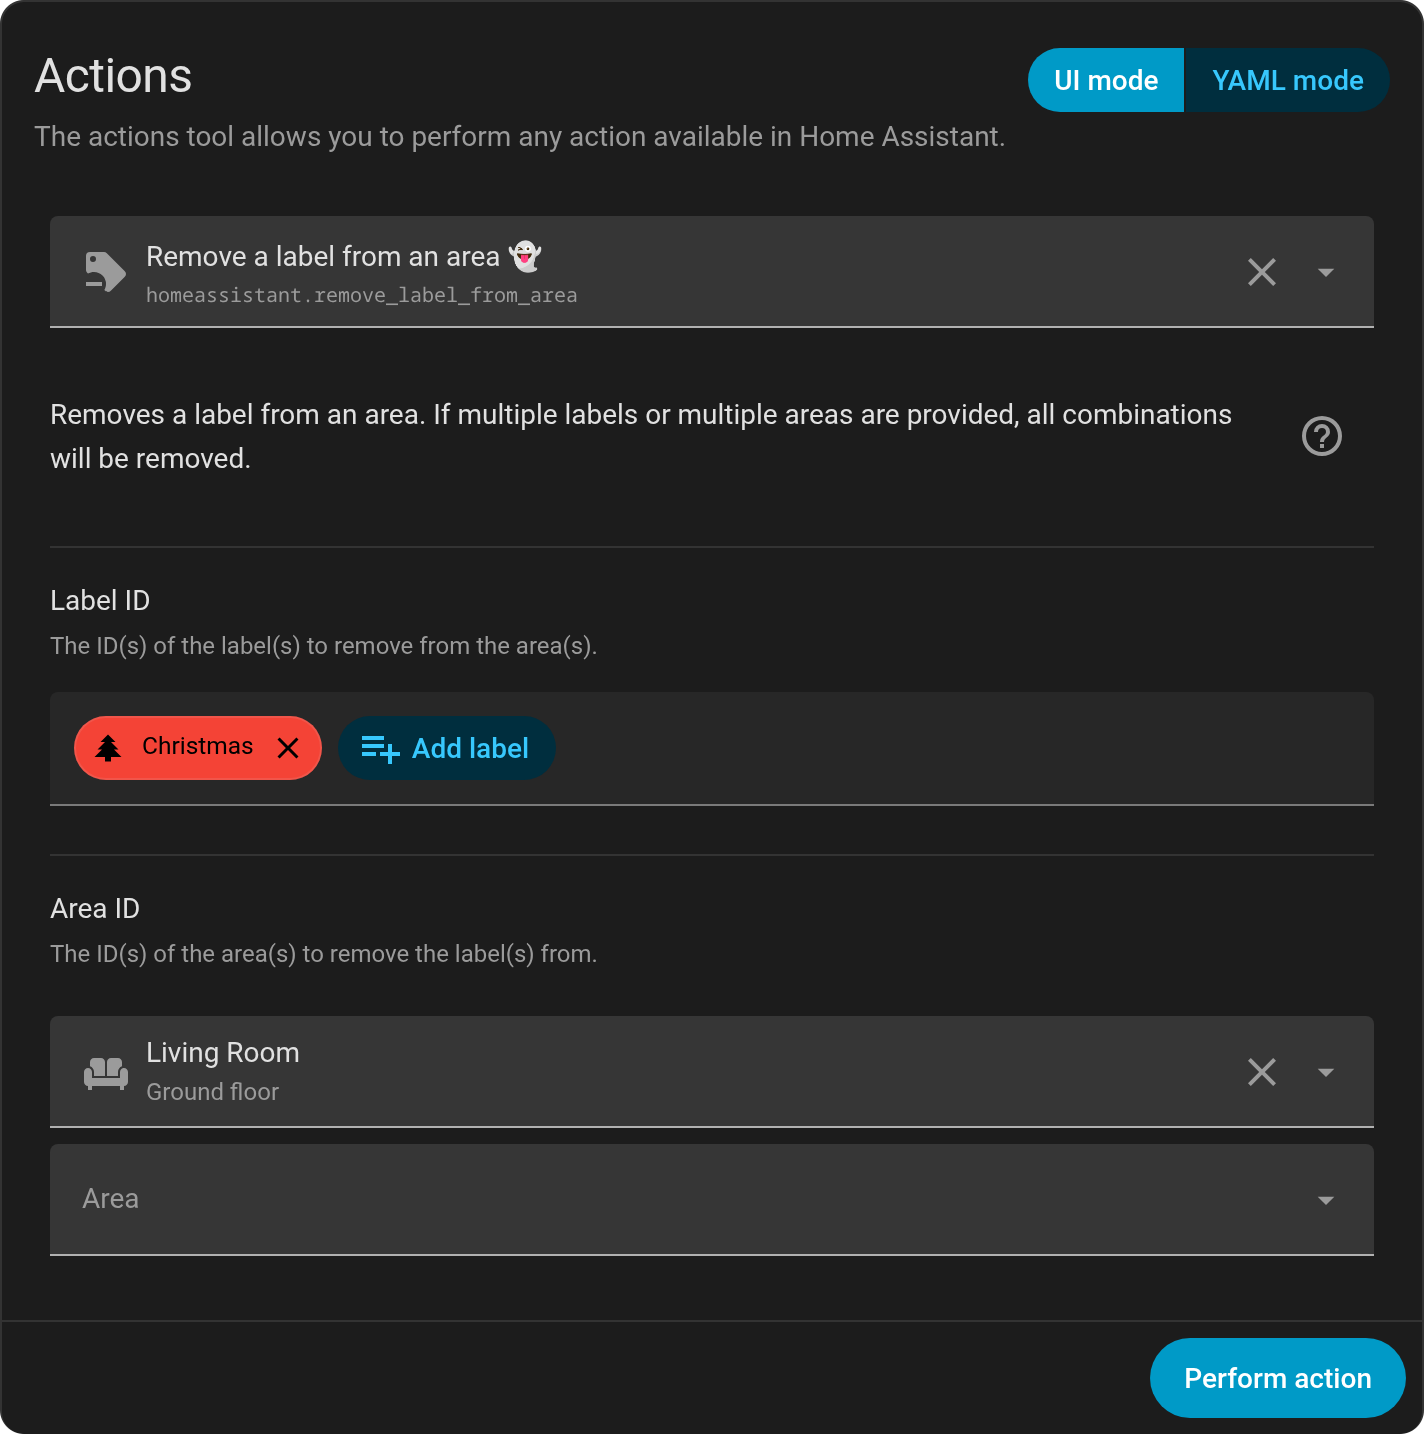 Actions
UI mode
YAML mode
The actions tool allows you to perform any action available in Home Assistant.
Remove a label from an area 👻
homeassistant.remove_label_from_area
Removes a label from an area. If multiple labels or multiple areas are provided, all combinations
will be removed.
Label ID
The ID(s) of the label(s) to remove from the area(s).
Christmas
Add label
Area ID
The ID(s) of the area(s) to remove the label(s) from.
Living Room
Ground floor
Area
Perform action